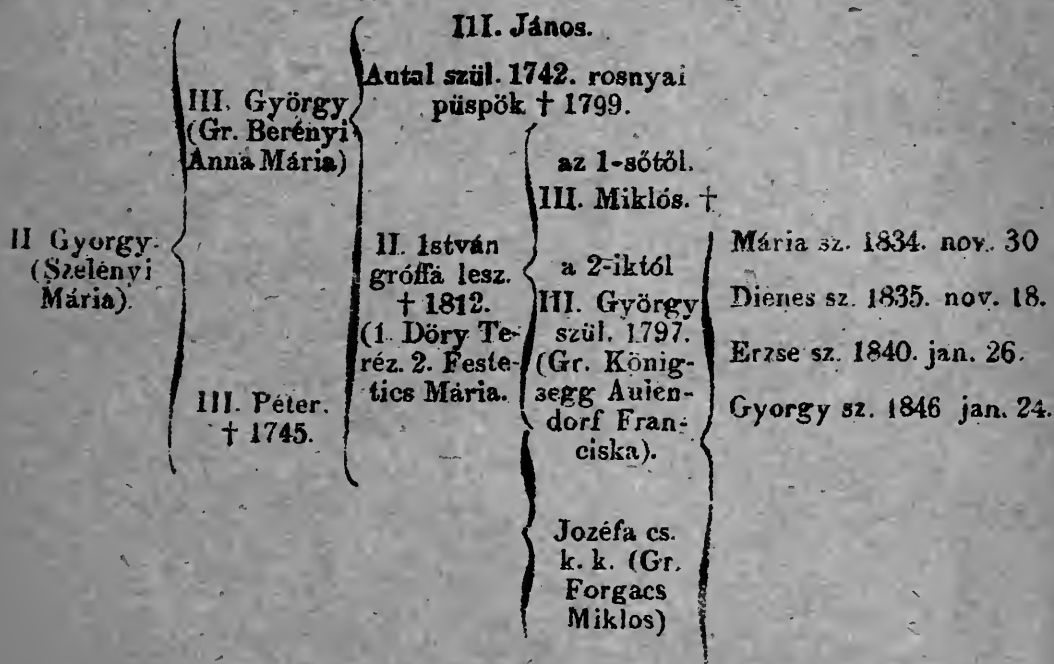 II György.
(Szelényi
Mária).
III. György
(Gr. Berényi
Anna Mária)
III. Péter.
† 1745.
III. János.
Antal szül. 1742. rosnyai
püspök † 1799.
II. István
gróffá lesz.
† 1812.
(1. Dőry Te-
réz. 2. Feste-
tics Mária.
az 1-sőtől.
III. Miklós. †
a 2-iktól
III. György
szül. 1797.
(Gr. König-
segg Aulen-
dorf Fran-
ciska).
Jozéfa cs.
k. k. (Gr.
Forgacs
Miklos)
Mária sz. 1834. nov. 30
Dienes sz. 1835. nov. 18.
Erzse sz. 1840. jan. 26.
Gyorgy sz. 1846 jan. 24.